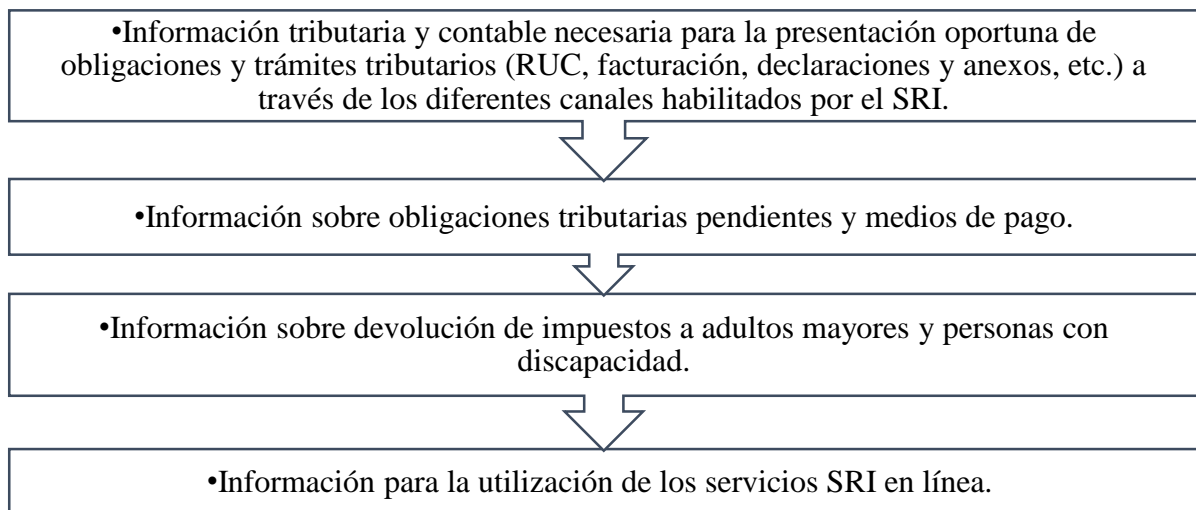 •Información tributaria y contable necesaria para la presentación oportuna de
obligaciones y trámites tributarios (RUC, facturación, declaraciones y anexos, etc.) a
través de los diferentes canales habilitados por el SRI.
•Información sobre obligaciones tributarias pendientes y medios de pago.
•Información sobre devolución de impuestos a adultos mayores y personas con
discapacidad.
•Información para la utilización de los servicios SRI en línea.